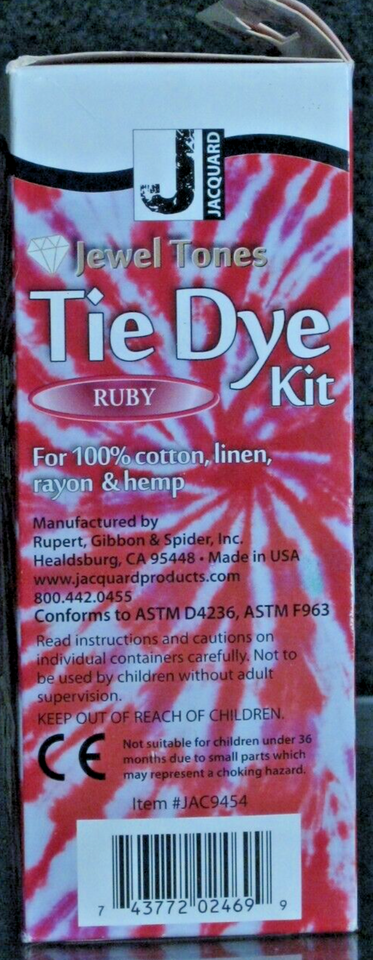 J
JACQUARD
Jewel Tones
Tie Dye
Kit
RUBY
For 100% cotton, linen,
rayon & hemp
Manufactured by
Rupert, Gibbon & Spider, Inc.
Healdsburg, CA 95448 • Made in USA
www.jacquardproducts.com
800.442.0455
Conforms to ASTM D4236, ASTM F963
Read instructions and cautions on
individual containers carefully. Not to
be used by children without adult
supervision.
KEEP OUT OF REACH OF CHILDREN.
CE
Not suitable for children under 36
months due to small parts which
may represent a choking hazard.
Item #JAC9454
7 43772 02469 9